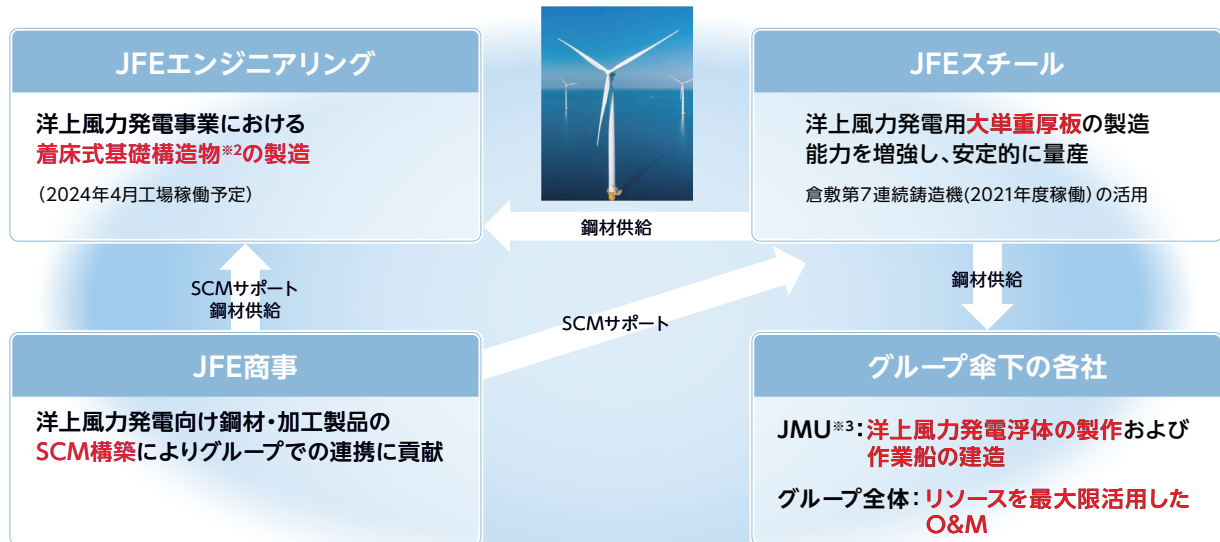 JFEエンジニアリング
洋上風力発電事業における
着床式基礎構造物※2の製造
（2024年4月工場稼働予定）
JFEスチール
洋上風力発電用大単重厚板の製造
能力を増強し、安定的に量産
倉敷第7連続鋳造機(2021年度稼働)の活用
鋼材供給
SCMサポート
鋼材供給
SCMサポート
鋼材供給
JFE商事
洋上風力発電向け鋼材・加工製品の
SCM構築によりグループでの連携に貢献
グループ傘下の各社
JMU※3：洋上風力発電浮体の製作および
作業船の建造
グループ全体：リソースを最大限活用した
O&M